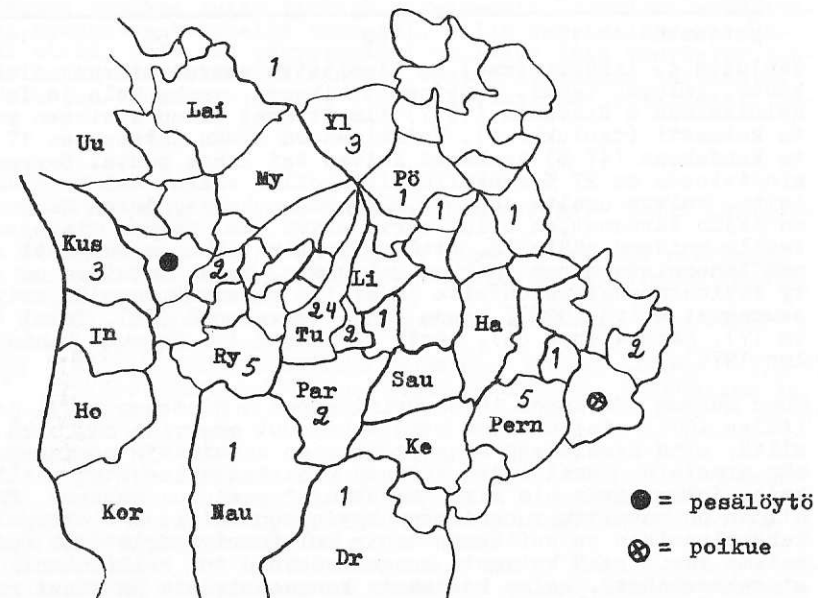 1
Lai
Yl
3
Uu
My
Pö
1
1
1
Kus
3
2
Li
24
Tu
2
1
Ha
In
Ry 5
1
2
Sau
5
Pern
Ho
Par
2
Ke
1
1
Kor
Nau
Dr
= pesälöytö
= poikue